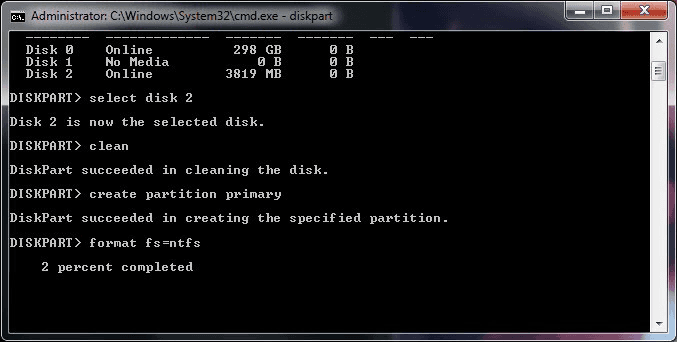 Administrator: C:\Windows\System32\cmd.exe - diskpart
-------- ------------- ------- ------- --- ---
Disk 0 Online 298 GB 0 B
Disk 1 No Media 0 B 0 B
Disk 2 Online 3819 MB 0 B
DISKPART> select disk 2
Disk 2 is now the selected disk.
DISKPART> clean
DiskPart succeeded in cleaning the disk.
DISKPART> create partition primary
DiskPart succeeded in creating the specified partition.
DISKPART> format fs=ntfs
2 percent completed